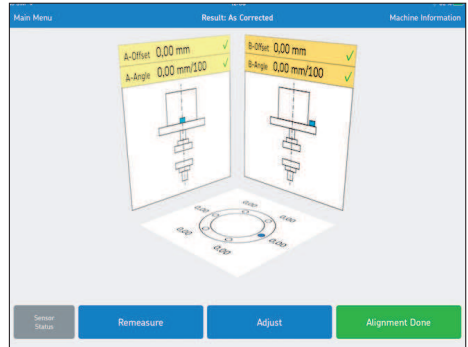 Main Menu
Result: As Corrected
Machine Information
A-Offset 0,00 mm
A-Angle 0,00 mm/100
B-Offset 0,00 mm
B-Angle 0,00 mm/100
0,00
0,00
0,00
0,00
0,00
0,00
Sensor
Status
Remeasure
Adjust
Alignment Done